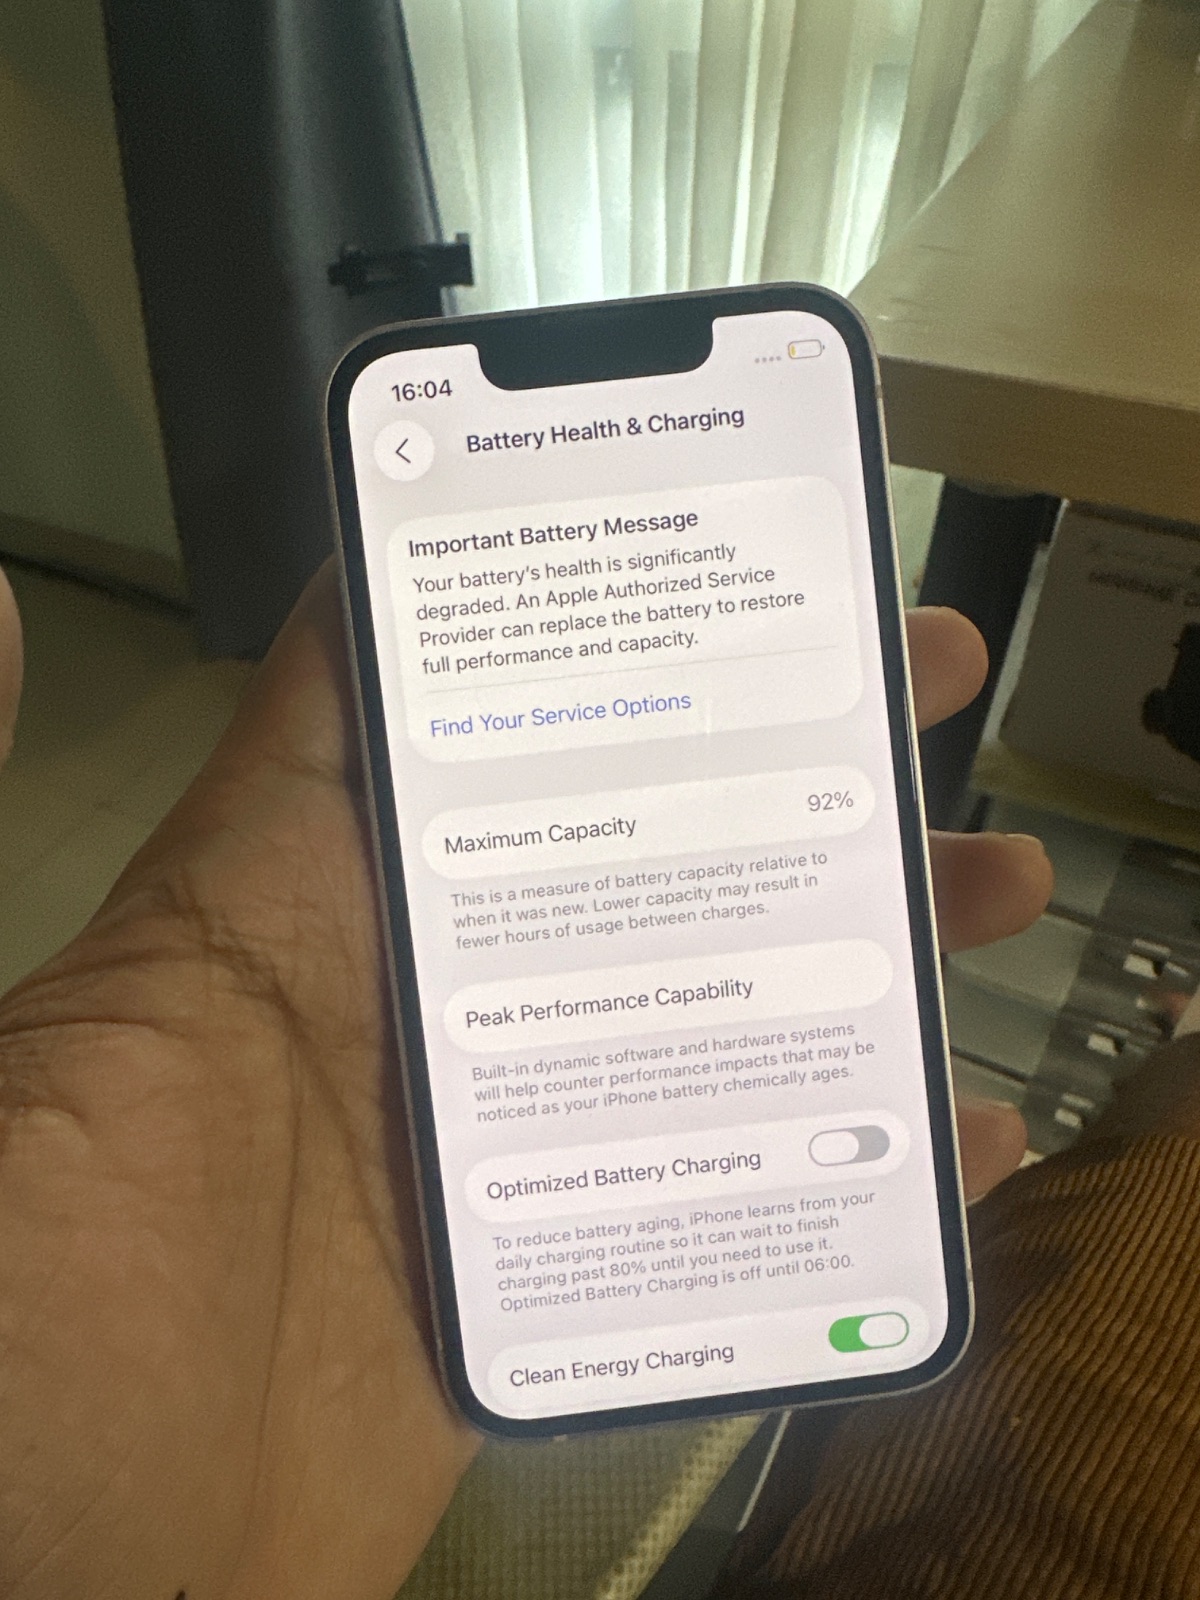 16:04
Battery Health & Charging
Important Battery Message
Your battery's health is significantly
degraded. An Apple Authorized Service
Provider can replace the battery to restore
full performance and capacity.
Find Your Service Options
Maximum Capacity 92%
This is a measure of battery capacity relative to
when it was new. Lower capacity may result in
fewer hours of usage between charges.
Peak Performance Capability
Built-in dynamic software and hardware systems
will help counter performance impacts that may be
noticed as your iPhone battery chemically ages.
Optimized Battery Charging
To reduce battery aging, iPhone learns from your
daily charging routine so it can wait to finish
charging past 80% until you need to use it.
Optimized Battery Charging is off until 06:00.
Clean Energy Charging